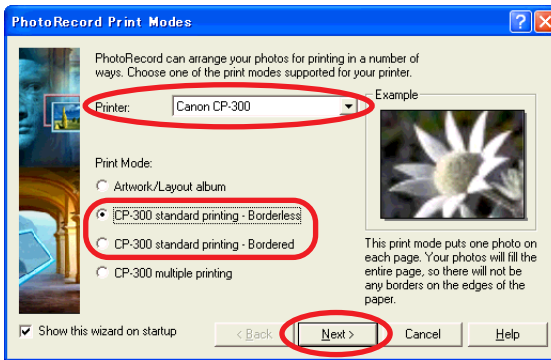 PhotoRecord Print Modes
PhotoRecord can arrange your photos for printing in a number of
ways. Choose one of the print modes supported for your printer.
Printer:
Canon CP-300
Example
Print Mode:
Artwork/Layout album
CP-300 standard printing - Borderless
CP-300 standard printing - Bordered
CP-300 multiple printing
This print mode puts one photo on
each page. Your photos will fill the
entire page, so there will not be
any borders on the edges of the
paper.
Show this wizard on startup
< Back
Next >
Cancel
Help